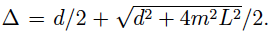 Δ = d/2 + √d² + 4m²L²/2.